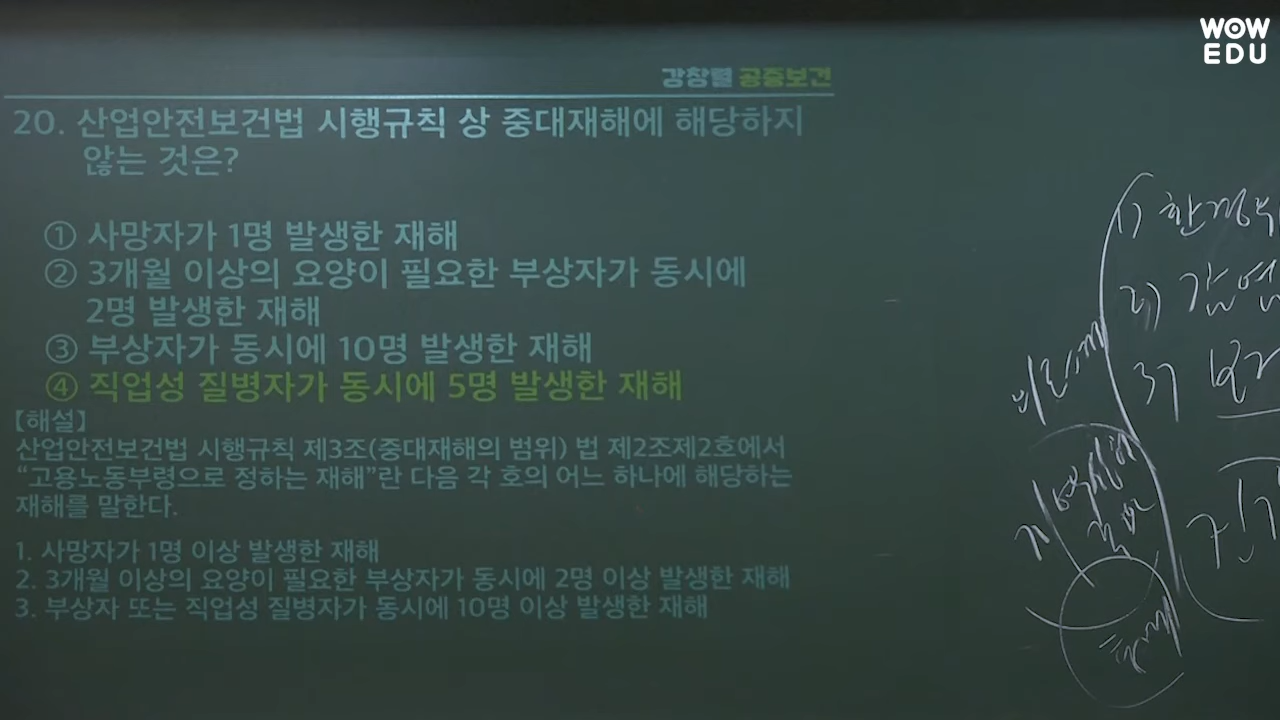 WOW
EDU
강창렬 공중보건
20. 산업안전보건법 시행규칙 상 중대재해에 해당하지
않는 것은?
① 사망자가 1명 발생한 재해
② 3개월 이상의 요양이 필요한 부상자가 동시에
2명 발생한 재해
③ 부상자가 동시에 10명 발생한 재해
④ 직업성 질병자가 동시에 5명 발생한 재해
【해설】
산업안전보건법 시행규칙 제3조(중대재해의 범위) 법 제2조제2호에서
“고용노동부령으로 정하는 재해”란 다음 각 호의 어느 하나에 해당하는
재해를 말한다.
1. 사망자가 1명 이상 발생한 재해
2. 3개월 이상의 요양이 필요한 부상자가 동시에 2명 이상 발생한 재해
3. 부상자 또는 직업성 질병자가 동시에 10명 이상 발생한 재해
1) 환경부
2) 감염
3)